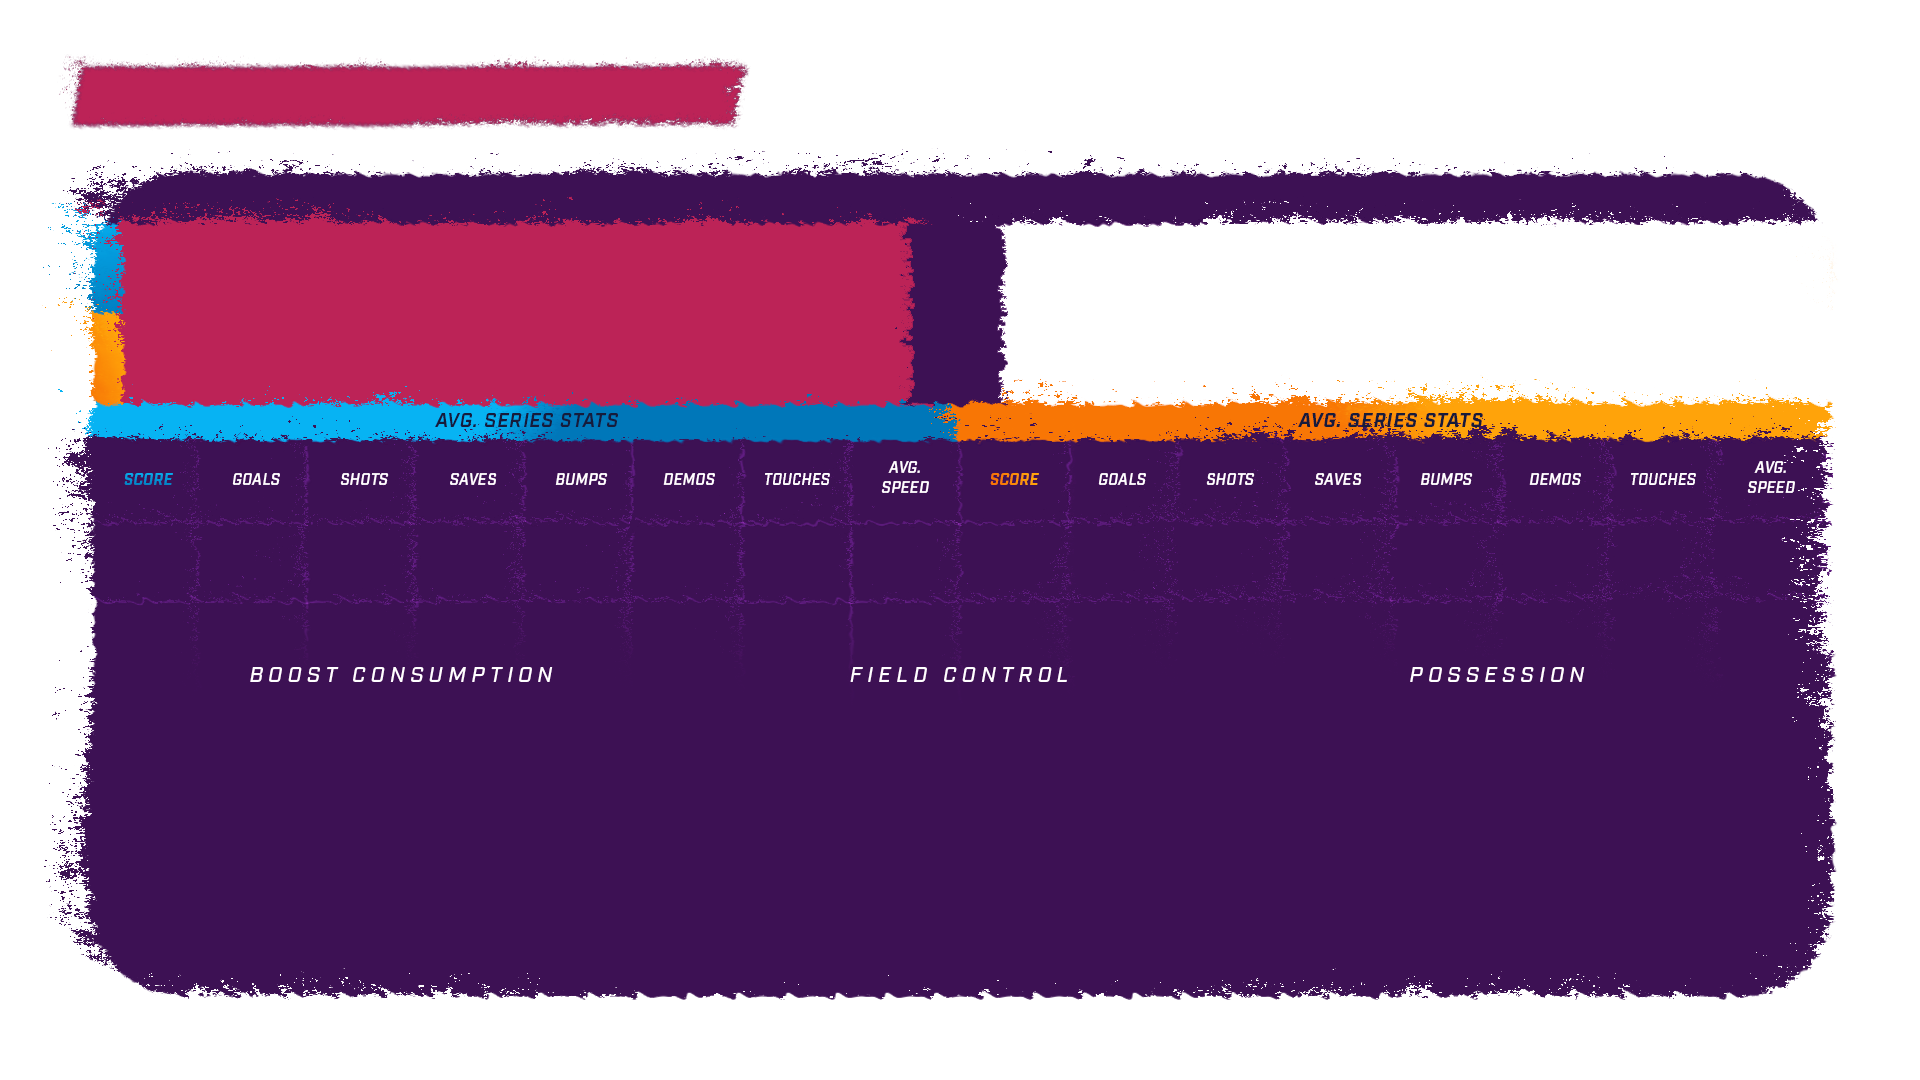 AVG. SERIES STATS AVG. SERIES STATS
SCORE GOALS SHOTS SAVES BUMPS DEMOS TOUCHES AVG. SPEED SCORE GOALS SHOTS SAVES BUMPS DEMOS TOUCHES AVG. SPEED
BOOST CONSUMPTION FIELD CONTROL POSSESSION